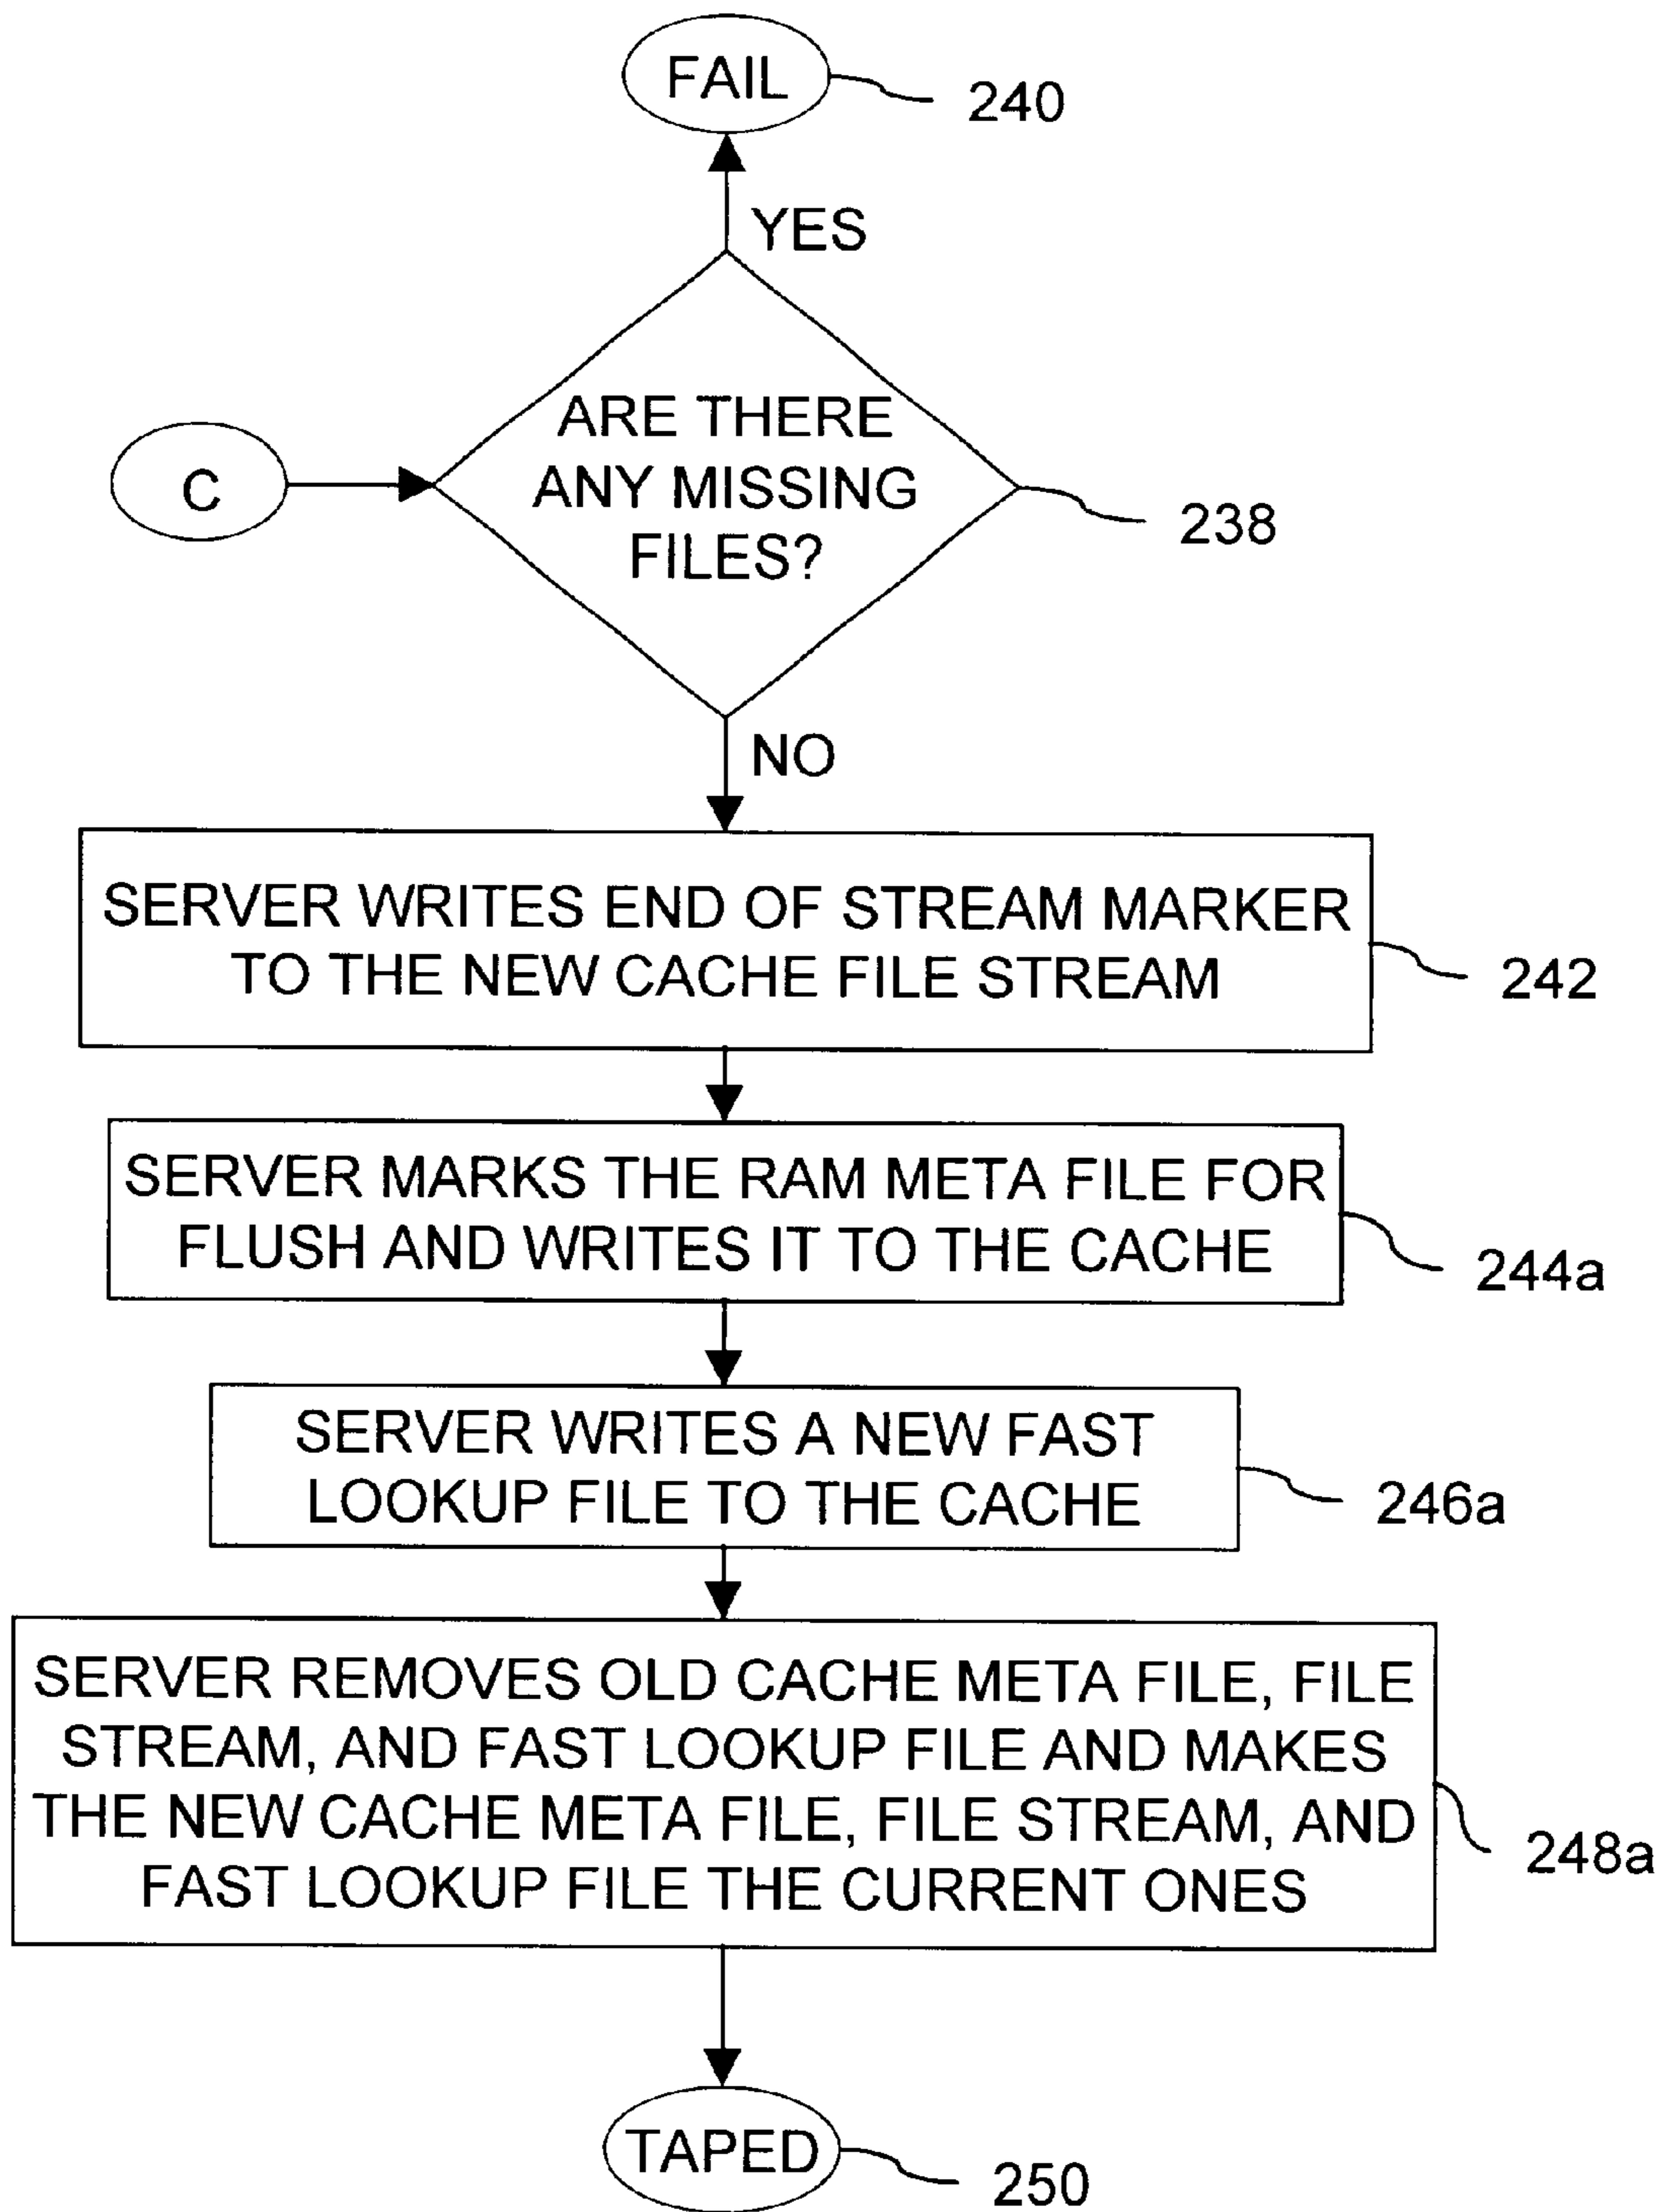 FAIL
240
YES
ARE THERE
ANY MISSING
FILES?
C
238
NO
SERVER WRITES END OF STREAM MARKER
TO THE NEW CACHE FILE STREAM
242
SERVER MARKS THE RAM META FILE FOR
FLUSH AND WRITES IT TO THE CACHE
244a
SERVER WRITES A NEW FAST
LOOKUP FILE TO THE CACHE
246a
SERVER REMOVES OLD CACHE META FILE, FILE
STREAM, AND FAST LOOKUP FILE AND MAKES
THE NEW CACHE META FILE, FILE STREAM, AND
FAST LOOKUP FILE THE CURRENT ONES
248a
TAPED
250